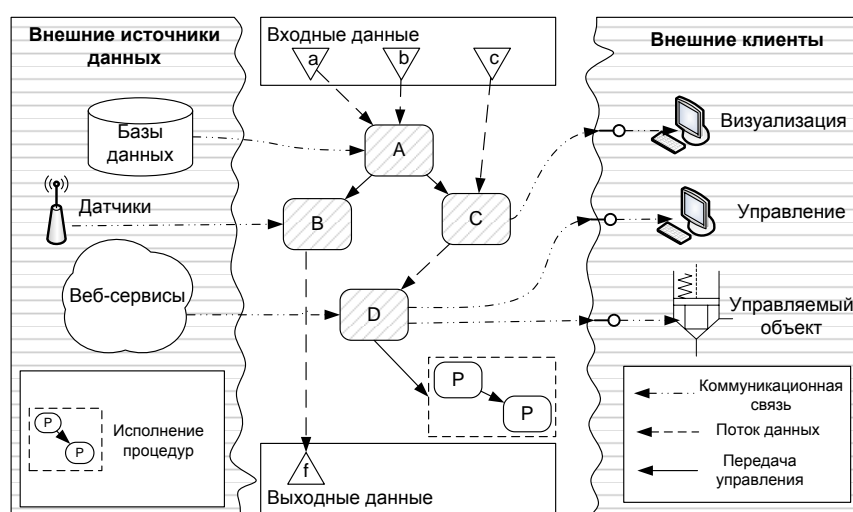 Внешние источники
данных
Входные данные
Внешние клиенты
a
b
c
Базы
данных
A
Визуализация
Датчики
B
C
Управление
Веб-сервисы
D
Управляемый
объект
P
P
P
P
Исполнение
процедур
Коммуникационная
связь
Поток данных
Передача
управления
f
Выходные данные